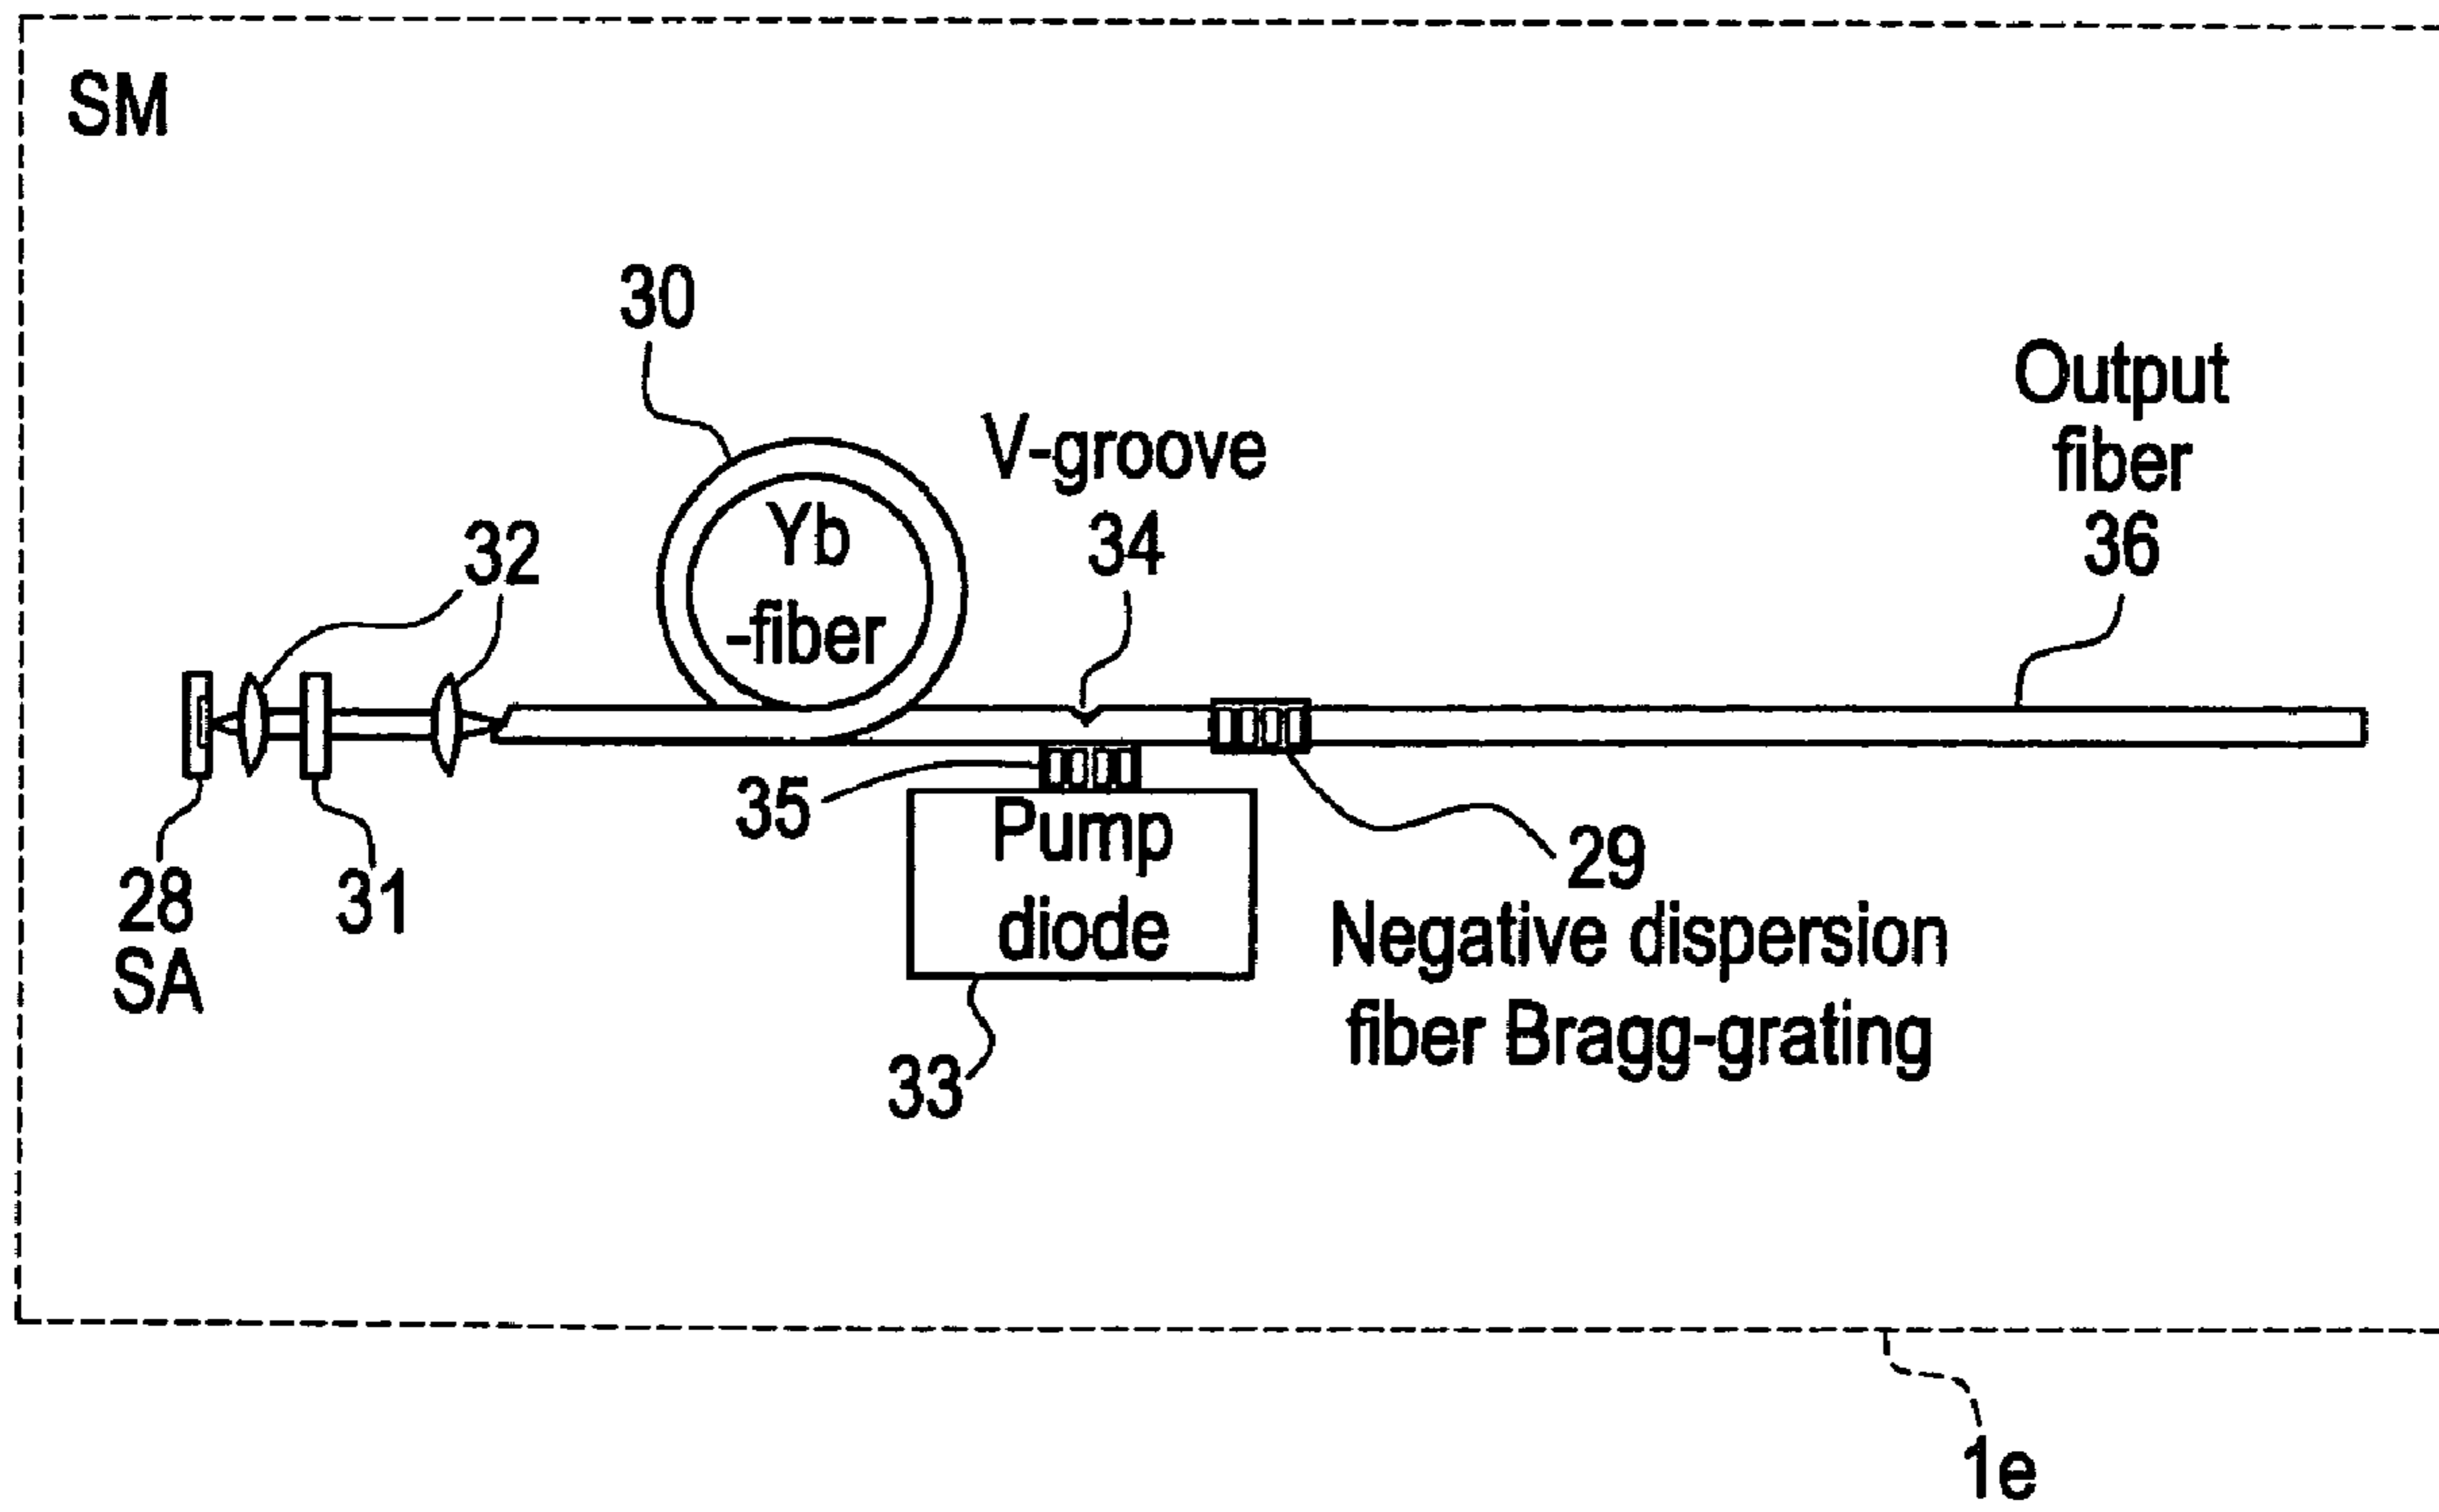 SM
30
Output
fiber
36
V-groove
34
Yb
-fiber
32
35
Pump
diode
28
SA
31
29
Negative dispersion
fiber Bragg-grating
33
1e